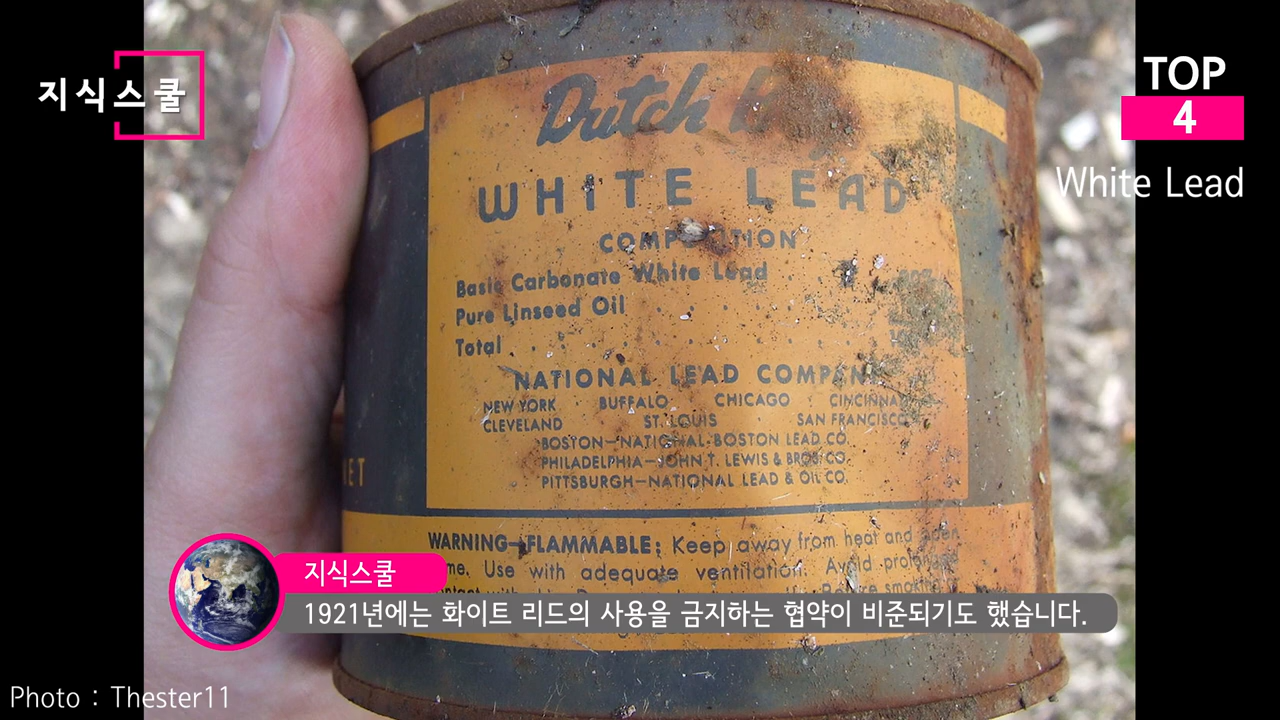 지식스쿨
TOP
4
White Lead
Dutch
WHITE LEAD
Basic Carbonate White Lead
Pure Linseed Oil
Total
NATIONAL LEAD
NEW YORK BUFFALO CHICAGO
CLEVELAND ST. LOUIS SAN FRANCISCO
BOSTON—NATIONAL-BOSTON LEAD CO.
PHILADELPHIA—JOHN T. LEWIS & BROS. CO.
PITTSBURGH—NATIONAL LEAD & OIL CO.
WARNING—FLAMMABLE: Keep away from heat and
Use with adequate ventilation. Avoid
지식스쿨
1921년에는 화이트 리드의 사용을 금지하는 협약이 비준되기도 했습니다.
Photo : Thester11